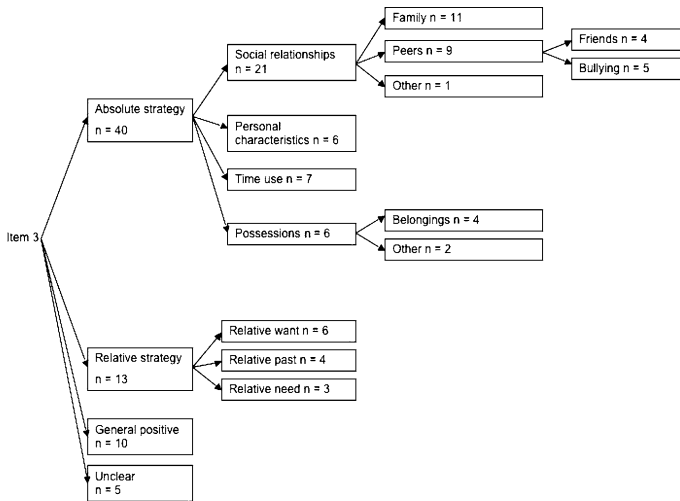 Item 3
Absolute strategy
n = 40
Social relationships
n = 21
Family n = 11
Peers n = 9
Friends n = 4
Bullying n = 5
Other n = 1
Personal
characteristics n = 6
Time use n = 7
Possessions n = 6
Belongings n = 4
Other n = 2
Relative strategy
n = 13
Relative want n = 6
Relative past n = 4
Relative need n = 3
General positive
n = 10
Unclear
n = 5